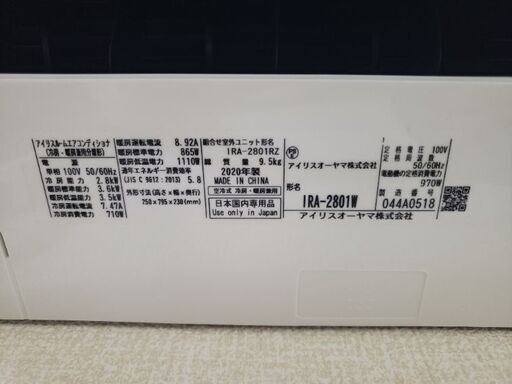 アイリスルームエアコンディショナ
(冷房・暖房兼用分離形)
電源
単相 100V 50/60Hz
冷房能力 2.8kW
暖房標準能力 3.6kW
暖房低温能力 3.5kW
冷房運転電流 7.47A
冷房消費電力 710W
暖房運転電流 8.92A
暖房標準電力 865W
暖房低温電力 1110W
通年エネルギー消費効率
(JIS C 9612:2013) 5.8
外形寸法(高さ×幅×奥行)
250×795×230(mm)
組合せ室外ユニット形名
IRA-2801RZ
総質量 9.5kg
2020年製
MADE IN CHINA
空冷式 冷房・暖房兼用
日本国内専用品
Use only in Japan
PSE
アイリスオーヤマ株式会社
形名
IRA-2801W
アイリスオーヤマ株式会社
定格電圧 100V
定格周波数
50/60Hz
電動機の定格消費電力
970W
製造番号
044A0518